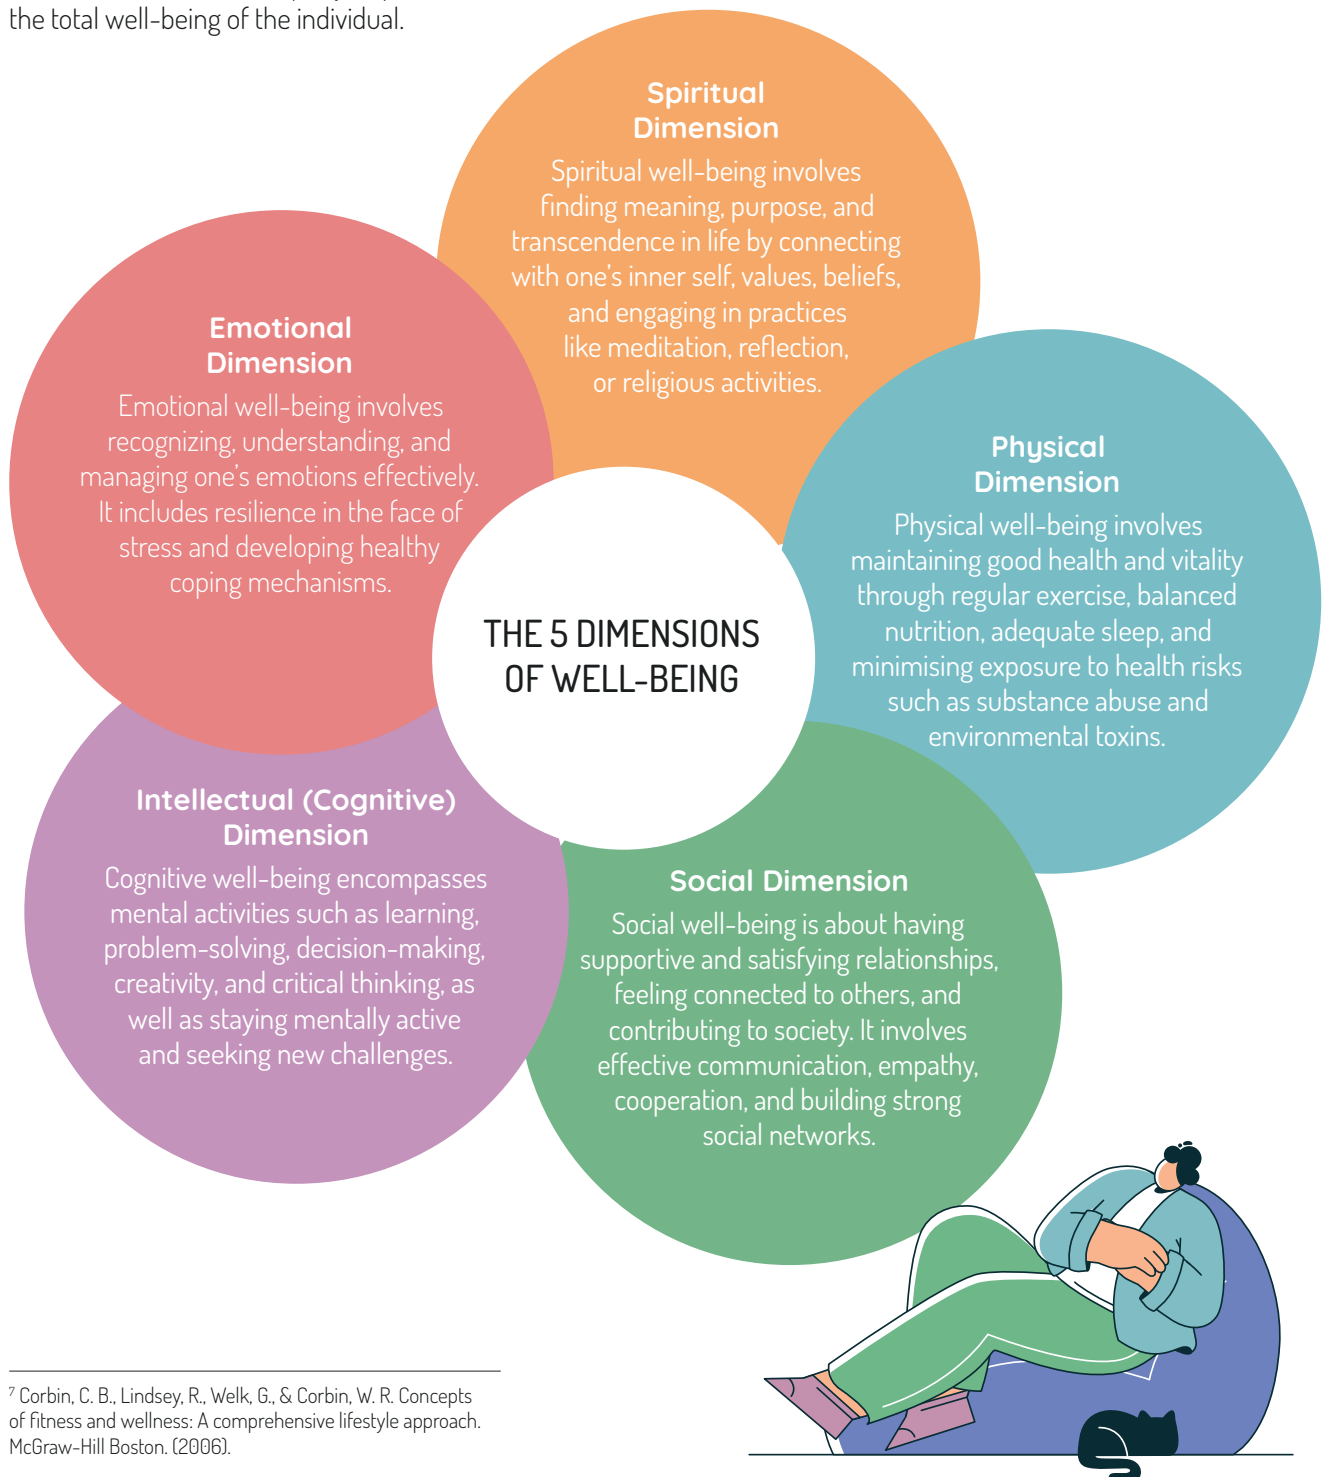 the total well-being of the individual.
Spiritual
Dimension
Spiritual well-being involves
finding meaning, purpose, and
transcendence in life by connecting
with one's inner self, values, beliefs,
and engaging in practices
like meditation, reflection,
or religious activities.
Emotional
Dimension
Emotional well-being involves
recognizing, understanding, and
managing one's emotions effectively.
It includes resilience in the face of
stress and developing healthy
coping mechanisms.
Physical
Dimension
Physical well-being involves
maintaining good health and vitality
through regular exercise, balanced
nutrition, adequate sleep, and
minimising exposure to health risks
such as substance abuse and
environmental toxins.
THE 5 DIMENSIONS
OF WELL-BEING
Intellectual (Cognitive)
Dimension
Cognitive well-being encompasses
mental activities such as learning,
problem-solving, decision-making,
creativity, and critical thinking, as
well as staying mentally active
and seeking new challenges.
Social Dimension
Social well-being is about having
supportive and satisfying relationships,
feeling connected to others, and
contributing to society. It involves
effective communication, empathy,
cooperation, and building strong
social networks.
7 Corbin, C. B., Lindsey, R., Welk, G., & Corbin, W. R. Concepts
of fitness and wellness: A comprehensive lifestyle approach.
McGraw-Hill Boston. (2006).